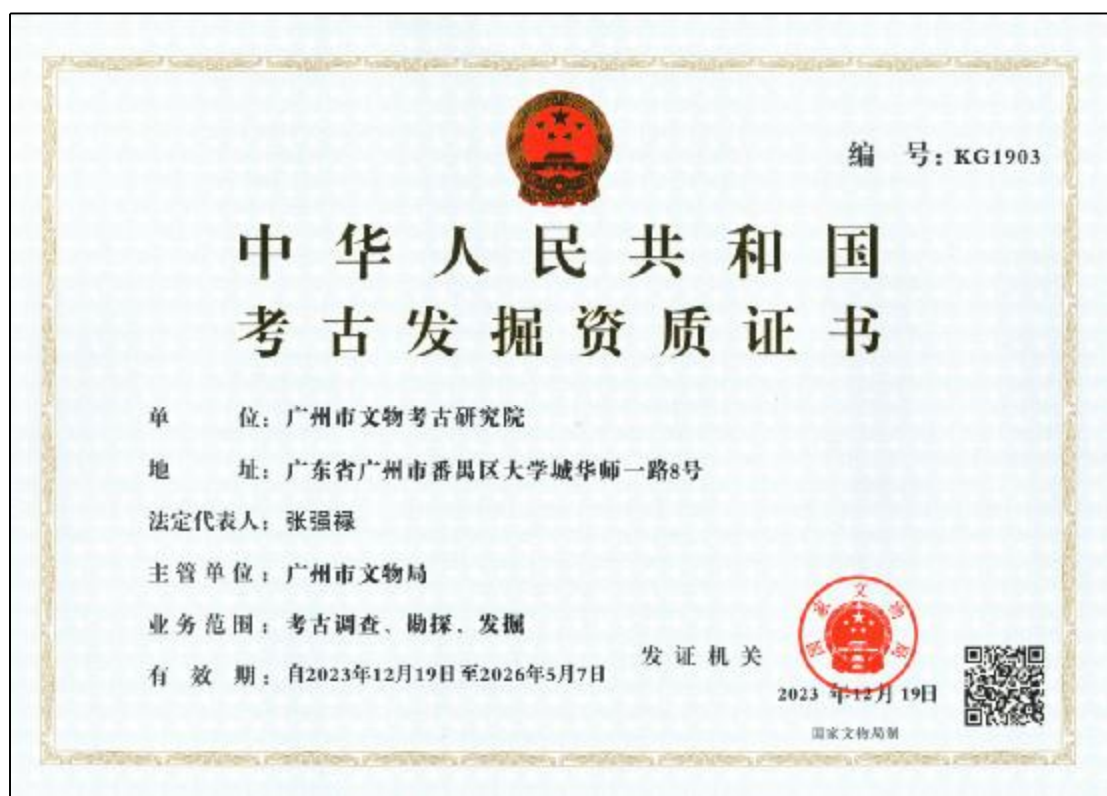 编 号：KG1903
中华人民共和国
考古发掘资质证书
单 位：广州市文物考古研究院
地 址：广东省广州市番禺区大学城华师一路8号
法定代表人：张强禄
主管单位：广州市文物局
业务范围：考古调查、勘探、发掘
有 效 期：自2023年12月19日至2026年5月7日
发证机关
国家文物局
2023 年 12月 19日
国家文物局制